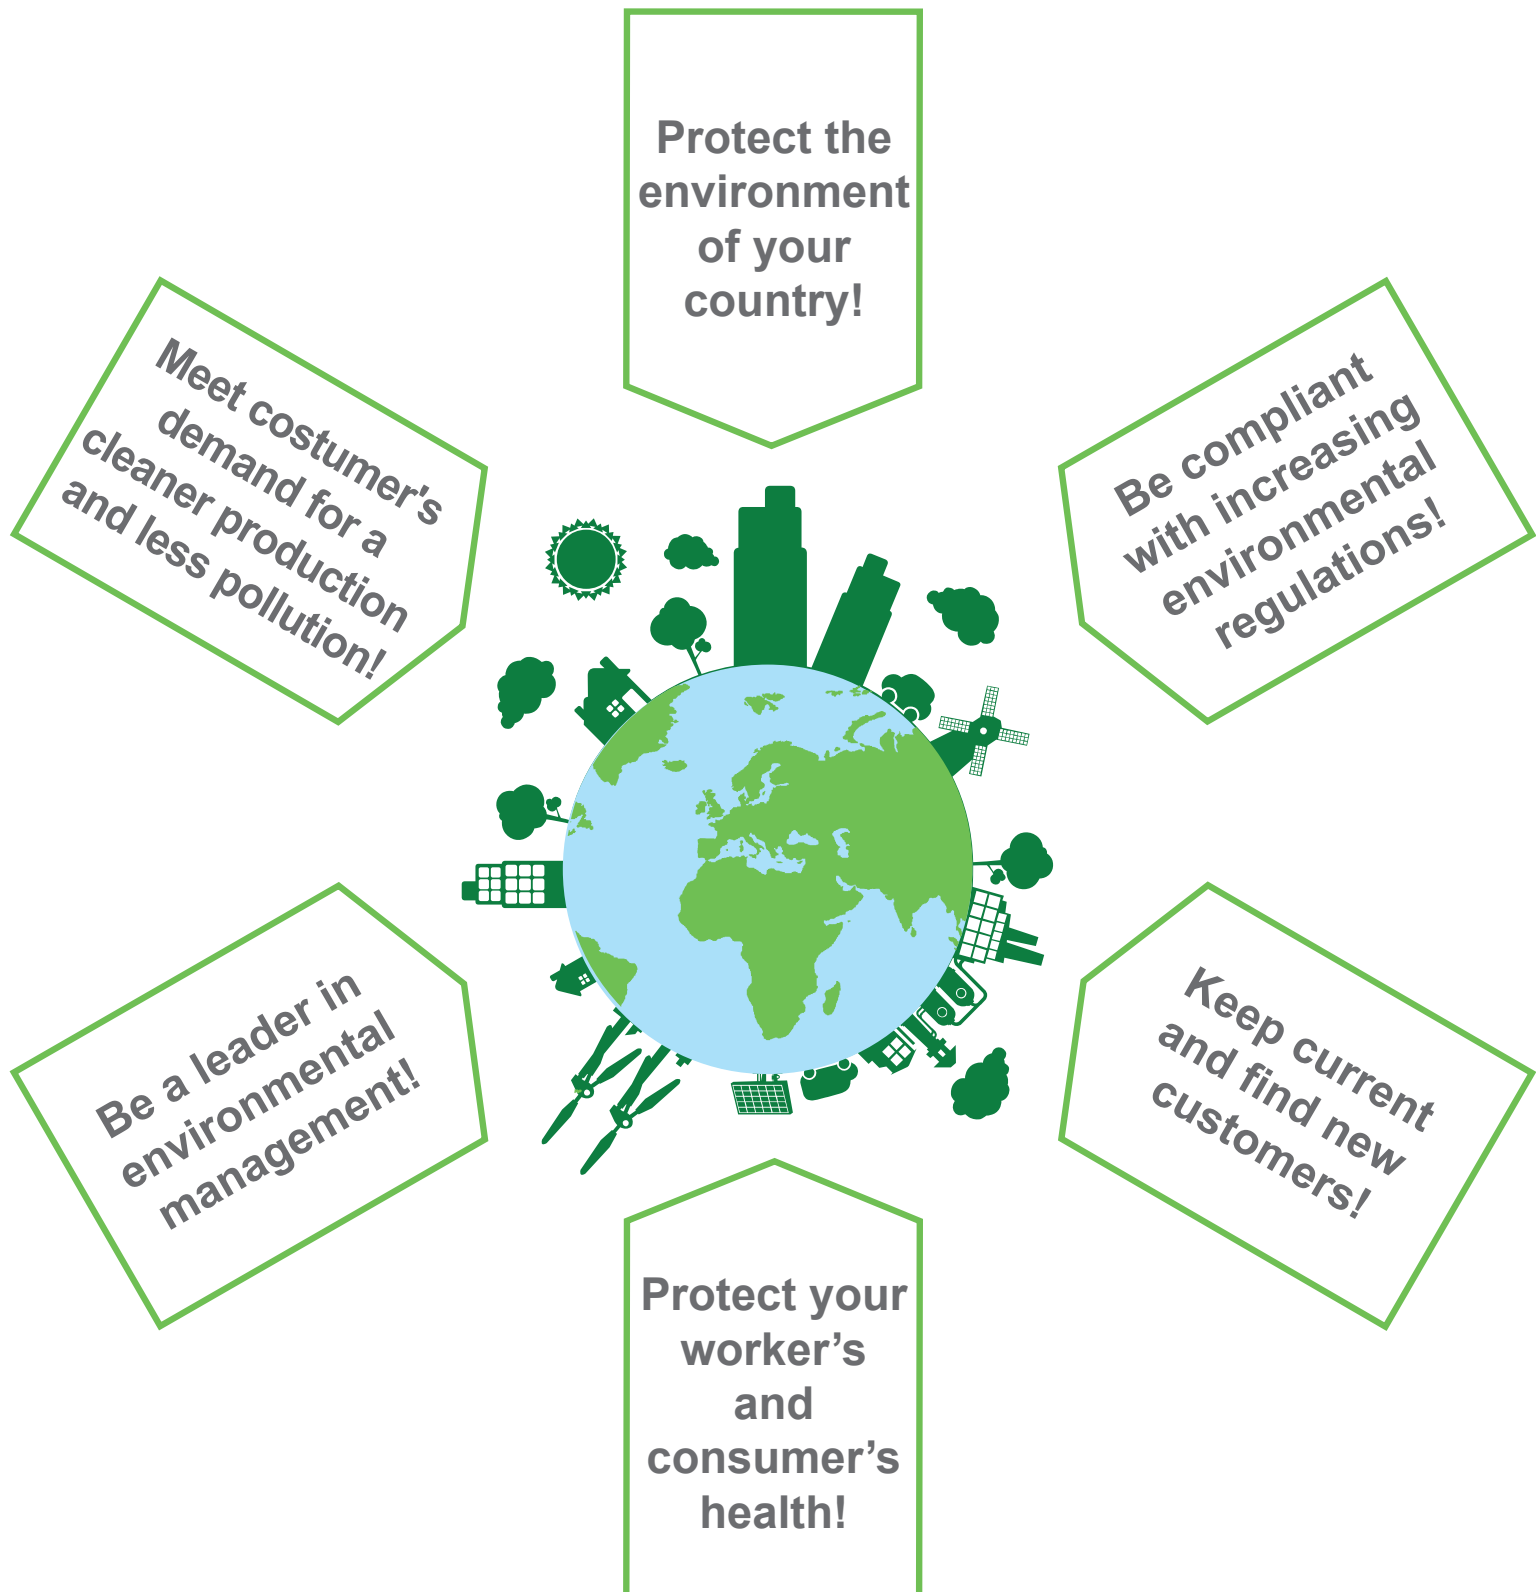 Protect the
environment
of your
country!
Be compliant
with increasing
environmental
regulations!
Keep current
and find new
customers!
Protect your
worker’s
and
consumer’s
health!
Be a leader in
environmental
management!
Meet costumer's
demand for a
cleaner production
and less pollution!